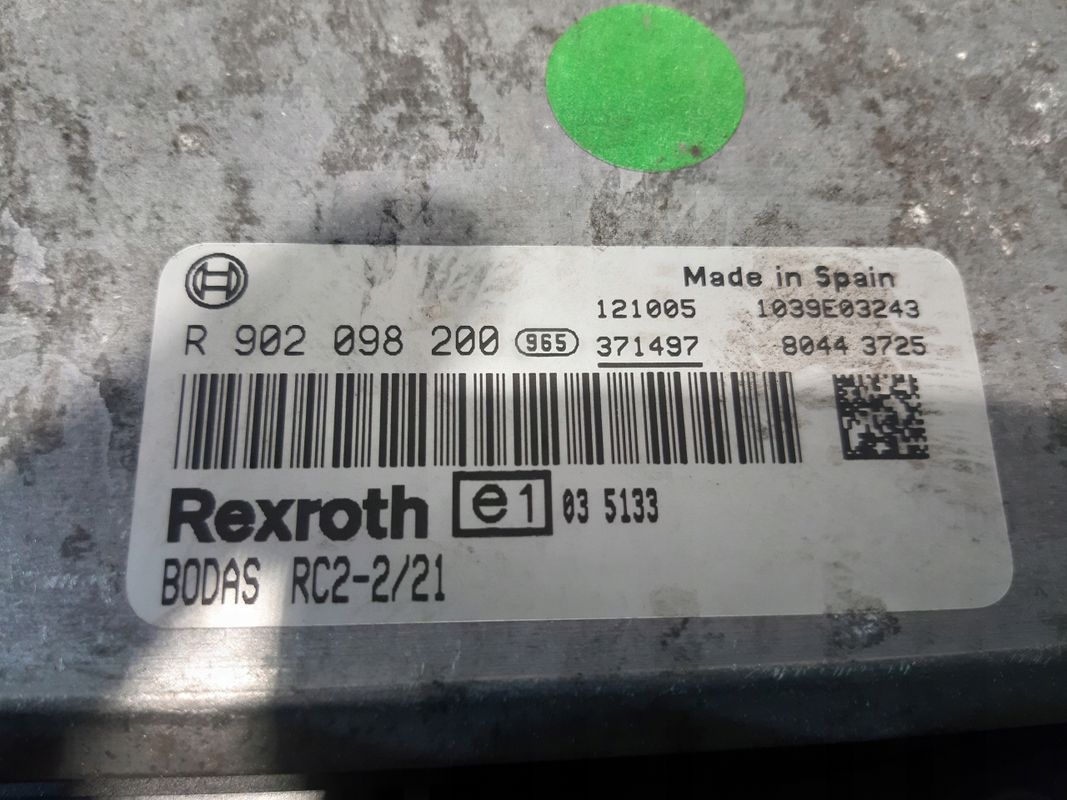 Made in Spain
121005 1039E03243
R 902 098 200 965 371497 8044 3725
Rexroth e1 03 5133
BODAS RC2-2/21